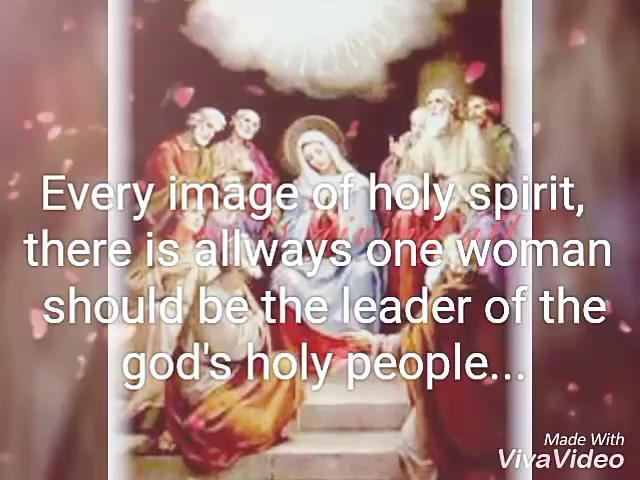 Every image of holy spirit,
there is allways one woman
should be the leader of the
god's holy people...
Made With
VivaVideo